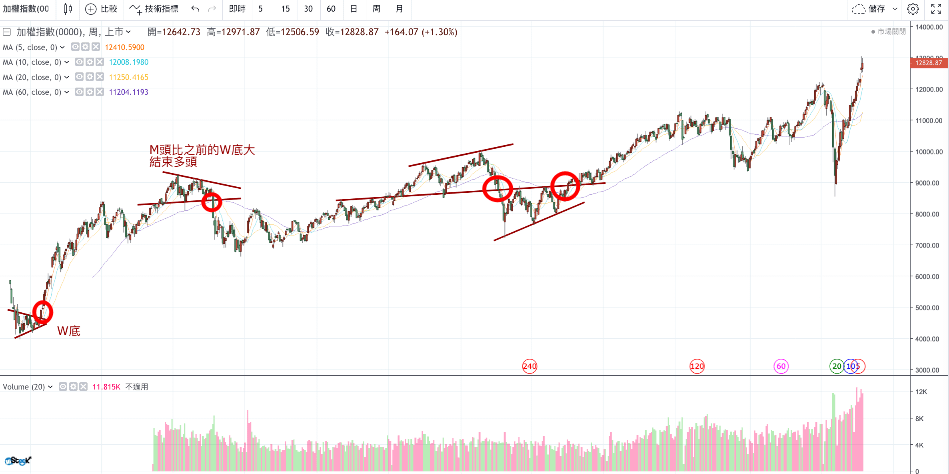 加權指數(00 比較 技術指標 即時 5 15 30 60 日 周 月 儲存
加權指數(0000), 周, 上市 開=12642.73 高=12971.87 低=12506.59 收=12828.87 +164.07 (+1.30%) 市場關閉
MA (5, close, 0) 12410.5900
MA (10, close, 0) 12008.1980
MA (20, close, 0) 11250.4165
MA (60, close, 0) 11204.1193
14000.00
12828.87
12000.00
11000.00
10000.00
9000.00
8000.00
7000.00
6000.00
5000.00
4000.00
3000.00
M頭比之前的W底大
結束多頭
W底
240 120 60 20 10 5
Volume (20) 11.815K 不適用
12K
8K
4K
0